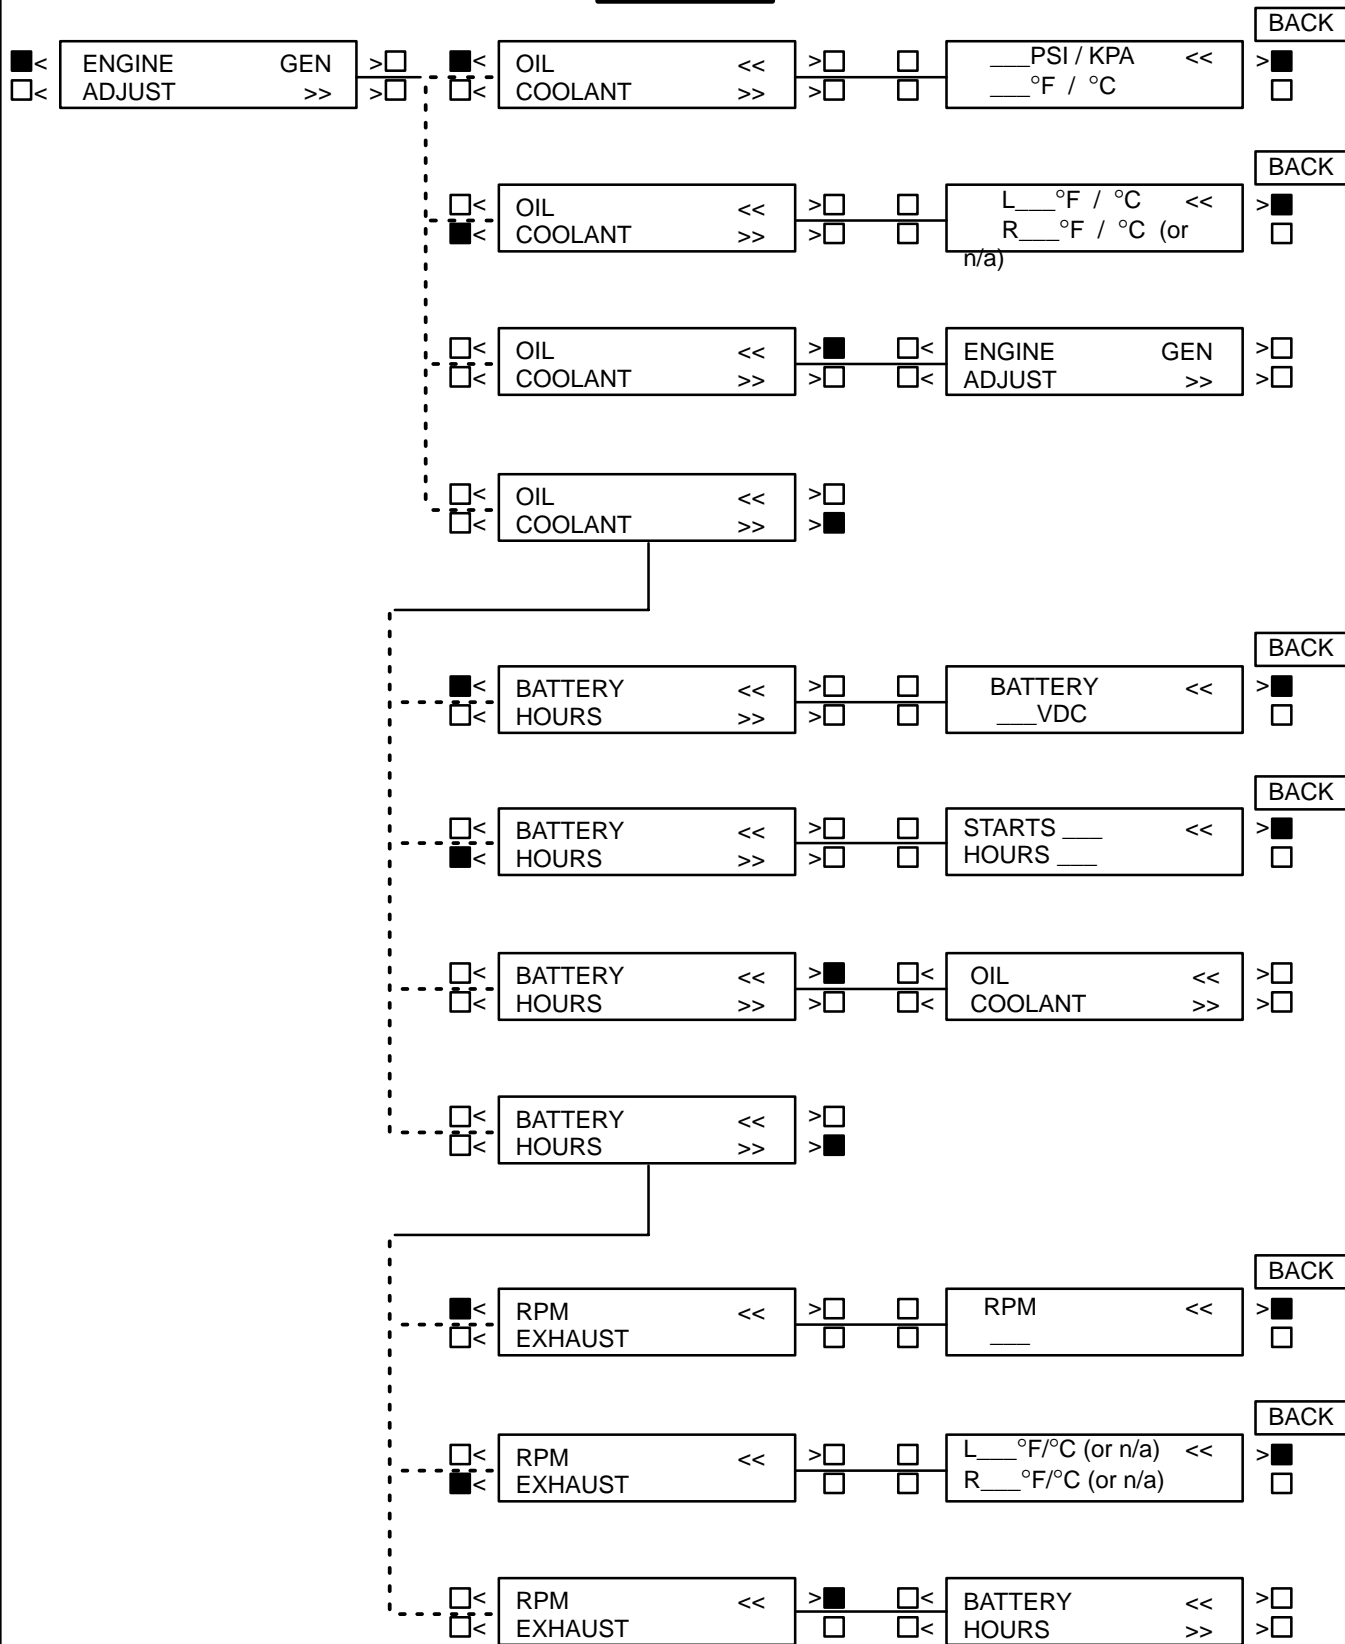 BACK
< ENGINE GEN >
< ADJUST >> >
< OIL << >
< COOLANT >> >
___PSI / KPA << >
___°F / °C
BACK
< OIL << >
< COOLANT >> >
L___°F / °C << >
R___°F / °C (or
n/a)
< OIL << >
< COOLANT >> >
< ENGINE GEN >
< ADJUST >> >
< OIL << >
< COOLANT >> >
BACK
< BATTERY << >
< HOURS >> >
BATTERY << >
___VDC
BACK
< BATTERY << >
< HOURS >> >
STARTS ___ << >
HOURS ___
< BATTERY << >
< HOURS >> >
< OIL << >
< COOLANT >> >
< BATTERY << >
< HOURS >> >
BACK
< RPM << >
< EXHAUST
RPM << >
___
BACK
< RPM << >
< EXHAUST
L___°F/°C (or n/a) << >
R___°F/°C (or n/a)
< RPM << >
< EXHAUST
< BATTERY << >
< HOURS >> >